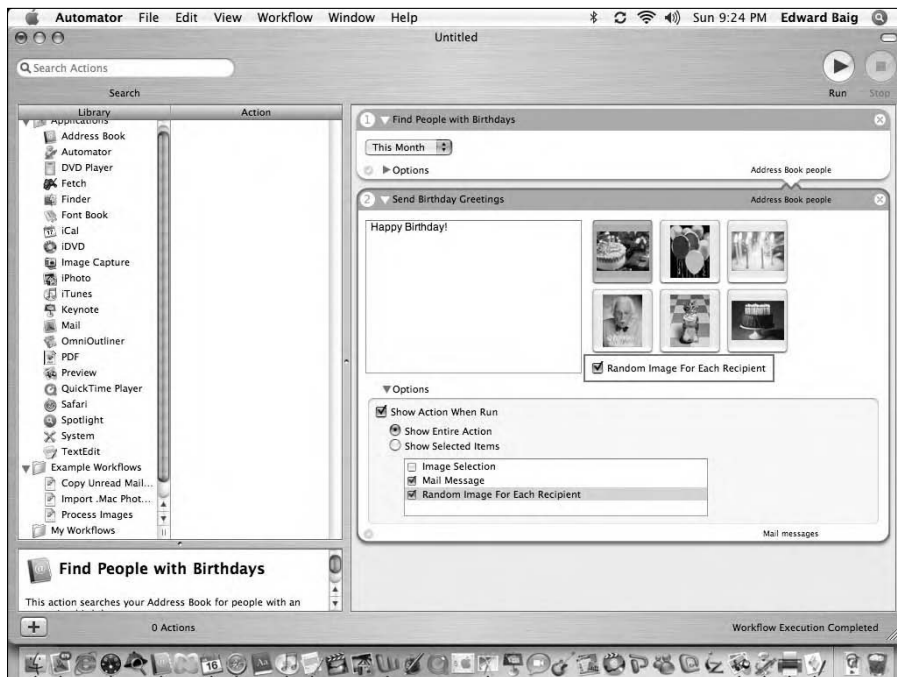 Automator File Edit View Workflow Window Help Sun 9:24 PM Edward Baig
Untitled
Search Actions
Search
Run Stop
Library Action
Applications
Address Book
Automator
DVD Player
Fetch
Finder
Font Book
iCal
iDVD
Image Capture
iPhoto
iTunes
Keynote
Mail
OmniOutliner
PDF
Preview
QuickTime Player
Safari
Spotlight
System
TextEdit
Example Workflows
Copy Unread Mail...
Import .Mac Phot...
Process Images
My Workflows
Find People with Birthdays
This action searches your Address Book for people with an
0 Actions
1 Find People with Birthdays
This Month
Options Address Book people
2 Send Birthday Greetings Address Book people
Happy Birthday!
Random Image For Each Recipient
Options
Show Action When Run
Show Entire Action
Show Selected Items
Image Selection
Mail Message
Random Image For Each Recipient
Mail messages
Workflow Execution Completed
16